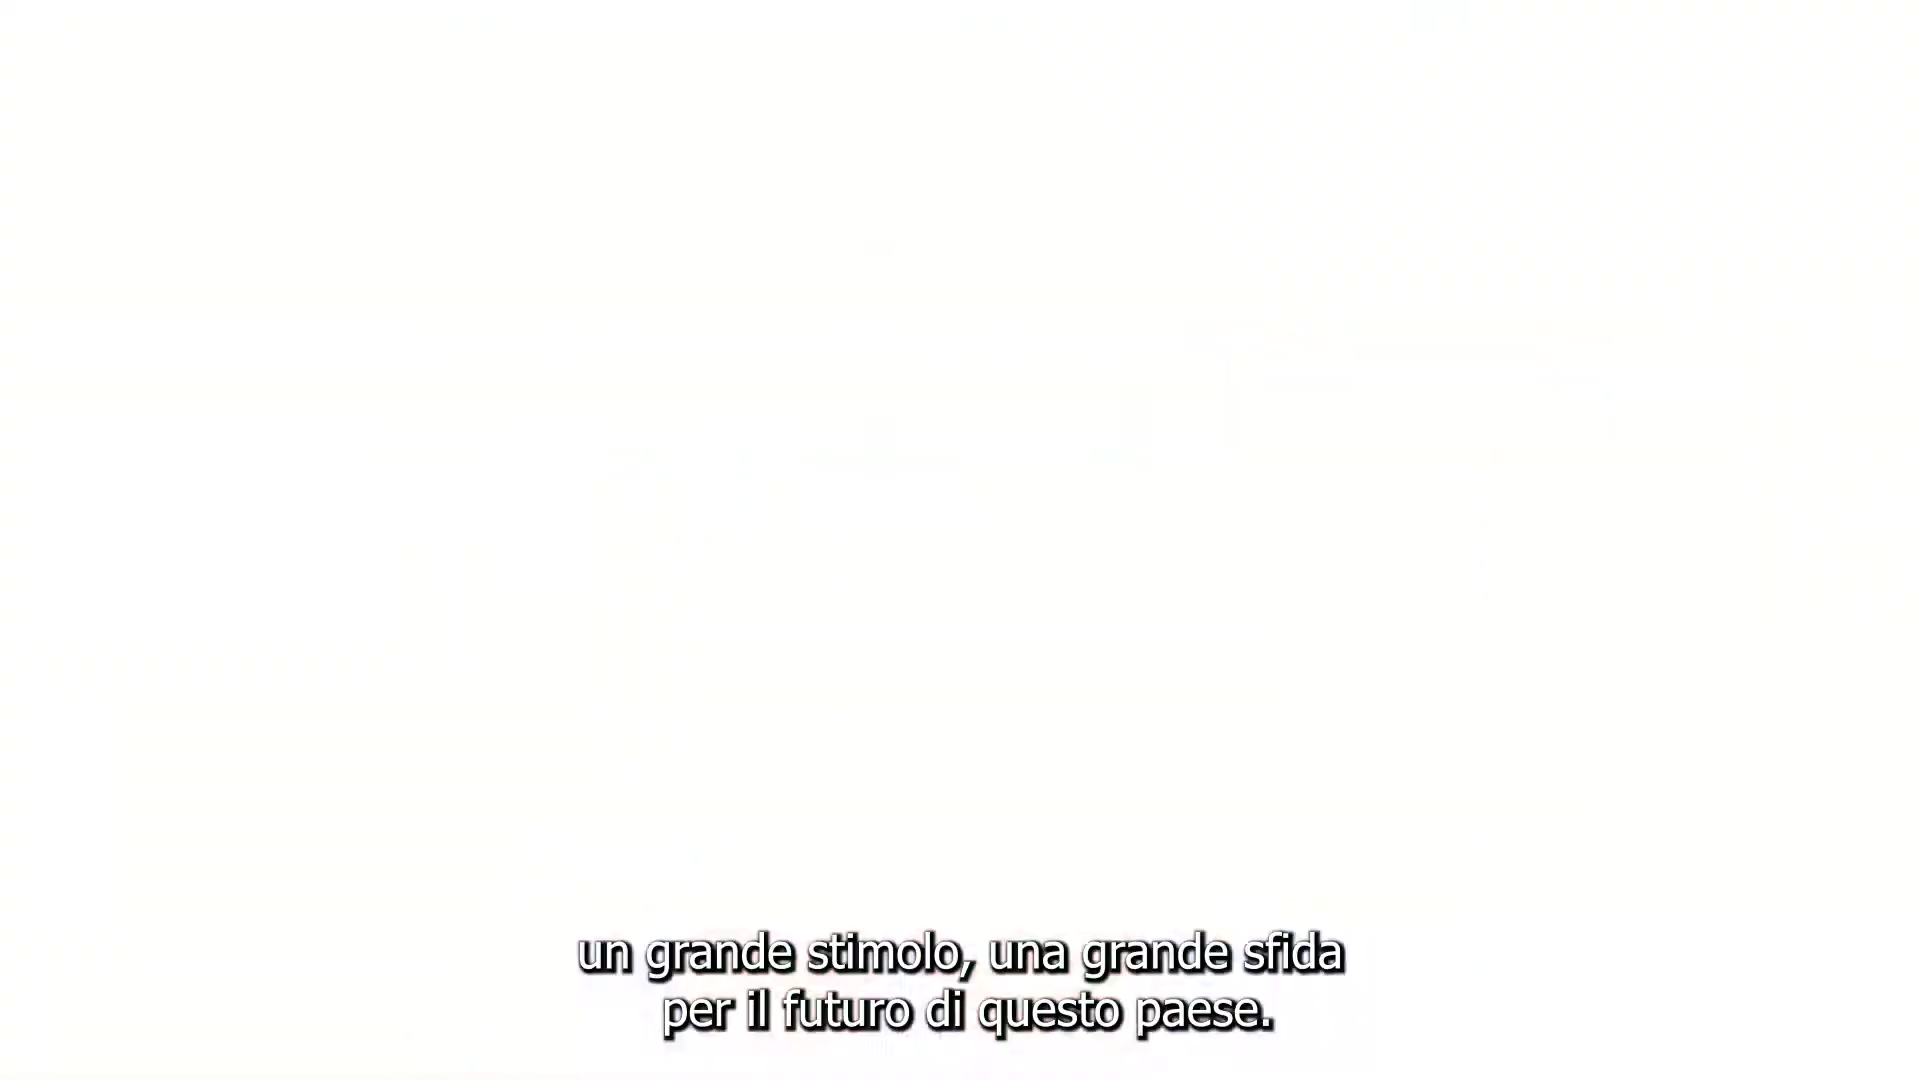 un grande stimolo, una grande sfida
per il futuro di questo paese.